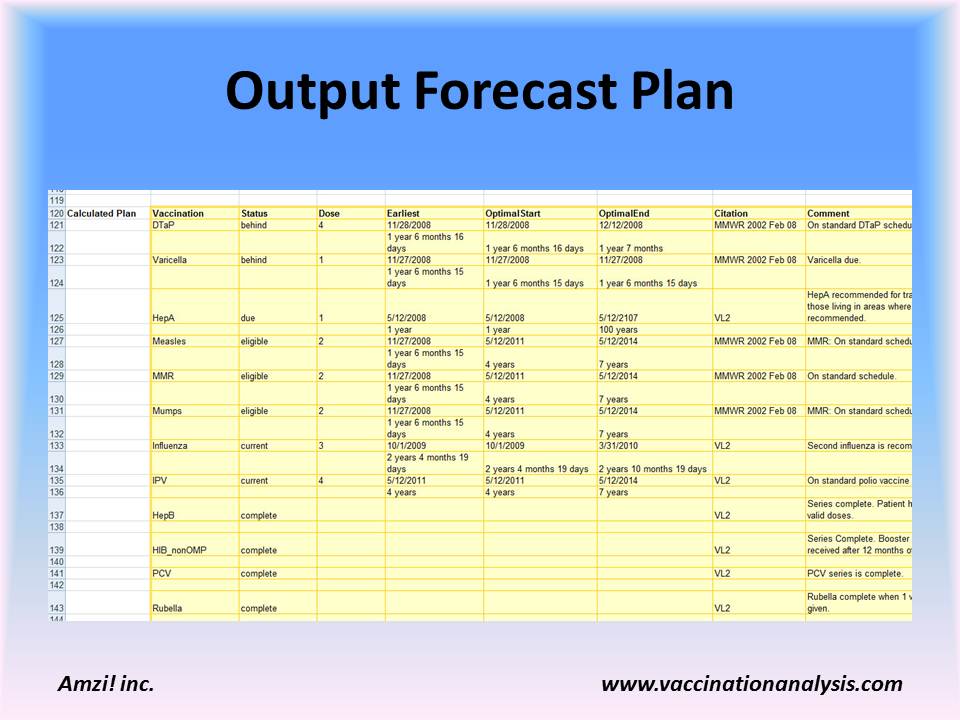 Output Forecast Plan
119
120 Calculated Plan Vaccination Status Dose Earliest OptimalStart OptimalEnd Citation Comment
121 DTaP behind 4 11/28/2008 11/28/2008 12/12/2008 MMWR 2002 Feb 08 On standard DTaP schedu
1 year 6 months 16
122 days 1 year 6 months 16 days 1 year 7 months
123 Varicella behind 1 11/27/2008 11/27/2008 11/27/2008 MMWR 2002 Feb 08 Varicella due.
1 year 6 months 15
124 days 1 year 6 months 15 days 1 year 6 months 15 days
HepA recommended for tra
those living in areas where
125 HepA due 1 5/12/2008 5/12/2008 5/12/2107 VL2 recommended.
126 1 year 1 year 100 years
127 Measles eligible 2 11/27/2008 5/12/2011 5/12/2014 MMWR 2002 Feb 08 MMR: On standard schedu
1 year 6 months 15
128 days 4 years 7 years
129 MMR eligible 2 11/27/2008 5/12/2011 5/12/2014 MMWR 2002 Feb 08 On standard schedule.
1 year 6 months 15
130 days 4 years 7 years
131 Mumps eligible 2 11/27/2008 5/12/2011 5/12/2014 MMWR 2002 Feb 08 MMR: On standard schedu
1 year 6 months 15
132 days 4 years 7 years
133 Influenza current 3 10/1/2009 10/1/2009 3/31/2010 VL2 Second influenza is recom
2 years 4 months 19
134 days 2 years 4 months 19 days 2 years 10 months 19 days
135 IPV current 4 5/12/2011 5/12/2011 5/12/2014 VL2 On standard polio vaccine
136 4 years 4 years 7 years
Series complete. Patient h
137 HepB complete VL2 valid doses.
138
Series Complete. Booster
139 HIB_nonOMP complete VL2 received after 12 months o
140
141 PCV complete VL2 PCV series is complete.
142
Rubella complete when 1 v
143 Rubella complete VL2 given.
144
Amzi! inc. www.vaccinationanalysis.com